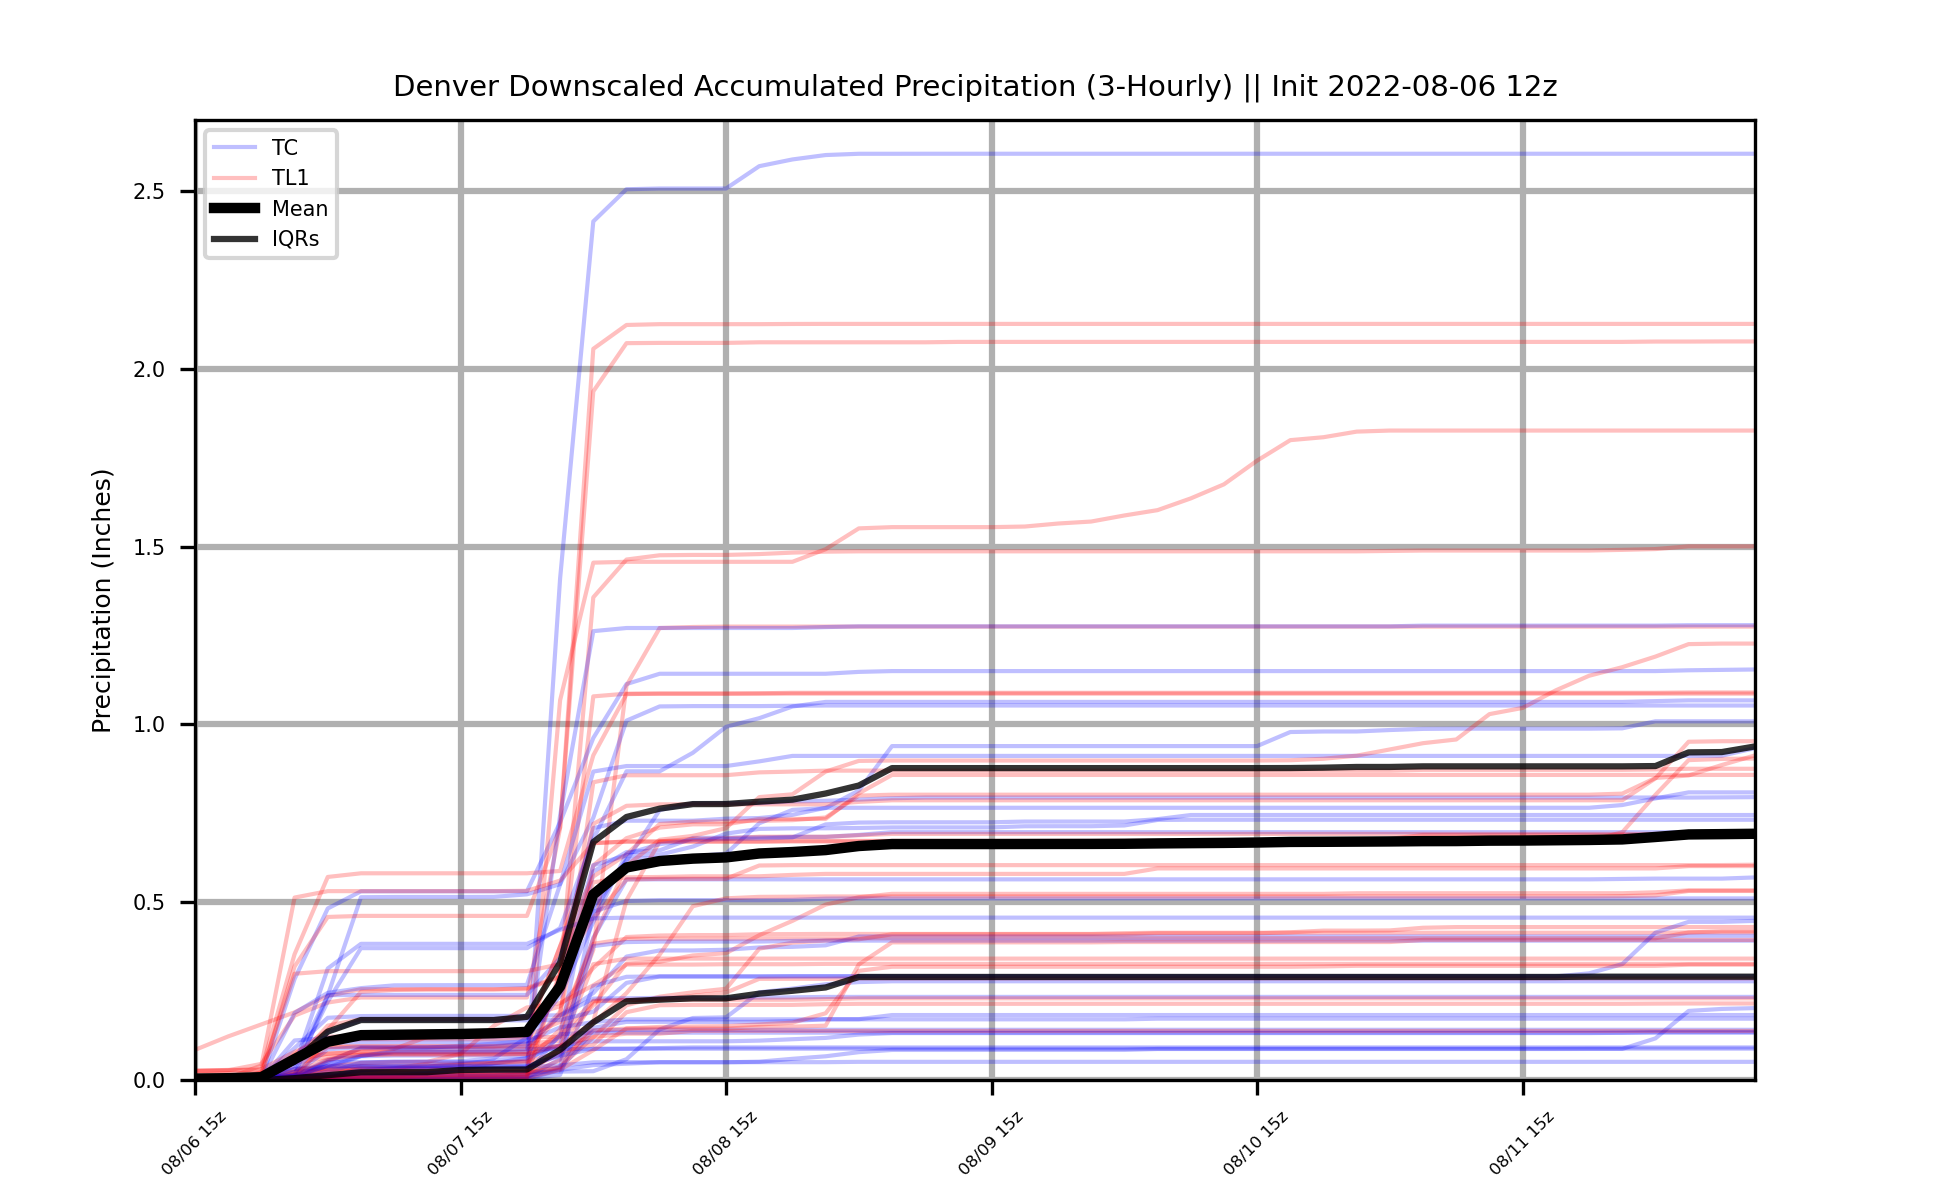 Denver Downscaled Accumulated Precipitation (3-Hourly) || Init 2022-08-06 12z
TC
TL1
Mean
IQRs
Precipitation (Inches)
2.5
2.0
1.5
1.0
0.5
0.0
08/06 15z
08/07 15z
08/08 15z
08/09 15z
08/10 15z
08/11 15z